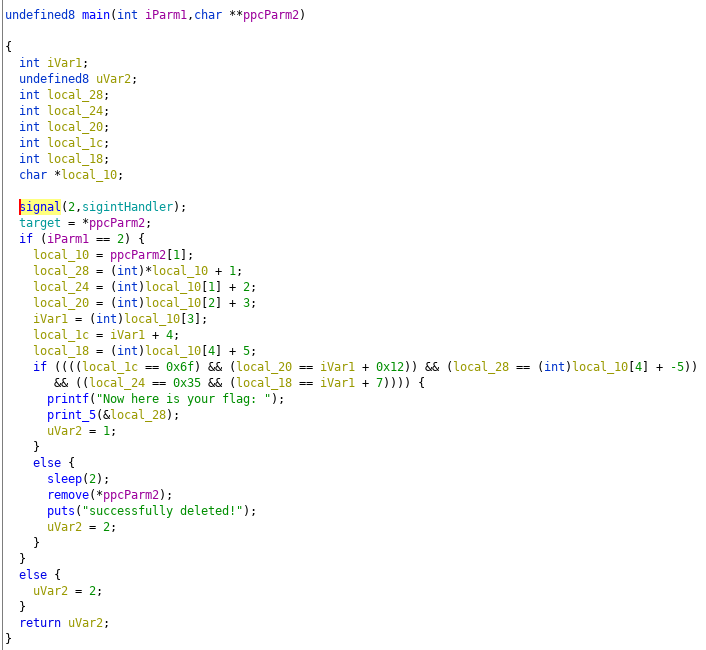 undefined8 main(int iParm1,char **ppcParm2)
{
int iVar1;
undefined8 uVar2;
int local_28;
int local_24;
int local_20;
int local_1c;
int local_18;
char *local_10;
signal(2,sigintHandler);
target = *ppcParm2;
if (iParm1 == 2) {
local_10 = ppcParm2[1];
local_28 = (int)*local_10 + 1;
local_24 = (int)local_10[1] + 2;
local_20 = (int)local_10[2] + 3;
iVar1 = (int)local_10[3];
local_1c = iVar1 + 4;
local_18 = (int)local_10[4] + 5;
if ((((local_1c == 0x6f) && (local_20 == iVar1 + 0x12)) && (local_28 == (int)local_10[4] + -5))
&& ((local_24 == 0x35 && (local_18 == iVar1 + 7)))) {
printf("Now here is your flag: ");
print_5(&local_28);
uVar2 = 1;
}
else {
sleep(2);
remove(*ppcParm2);
puts("successfully deleted!");
uVar2 = 2;
}
}
else {
uVar2 = 2;
}
return uVar2;
}